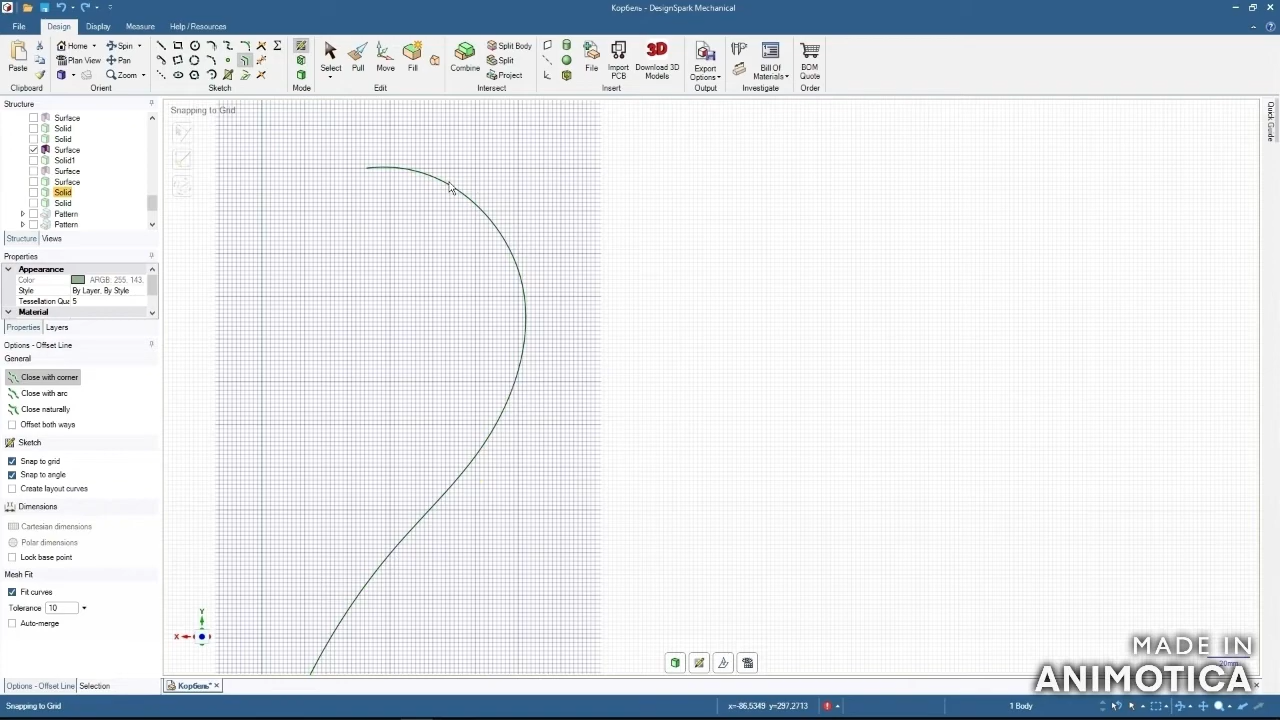 Корбель - DesignSpark Mechanical
File Design Display Measure Help / Resources
Paste
Clipboard
Home Spin
Plan View Pan
Zoom
Orient
Sketch
Mode
Select Pull Move Fill
Edit
Combine
Split Body
Split
Project
Intersect
File Import PCB 3D Download 3D Models
Insert
Export Options
Output
Bill Of Materials
Investigate
BOM Quote
Order
Structure
Surface
Solid
Solid
Surface
Solid1
Surface
Surface
Solid
Solid
Pattern
Pattern
Structure Views
Properties
Appearance
Color ARGB: 255, 143,
Style By Layer, By Style
Tessellation Qua 5
Material
Properties Layers
Options - Offset Line
General
Close with corner
Close with arc
Close naturally
Offset both ways
Sketch
Snap to grid
Snap to angle
Create layout curves
Dimensions
Cartesian dimensions
Polar dimensions
Lock base point
Mesh Fit
Fit curves
Tolerance 10
Auto-merge
Options - Offset Line Selection
Snapping to Grid
Y
X
Quick Guide
20mm
MADE IN
ANIMOTICA
Корбель*
Snapping to Grid x=-86,5349 y=297,2713 1 Body